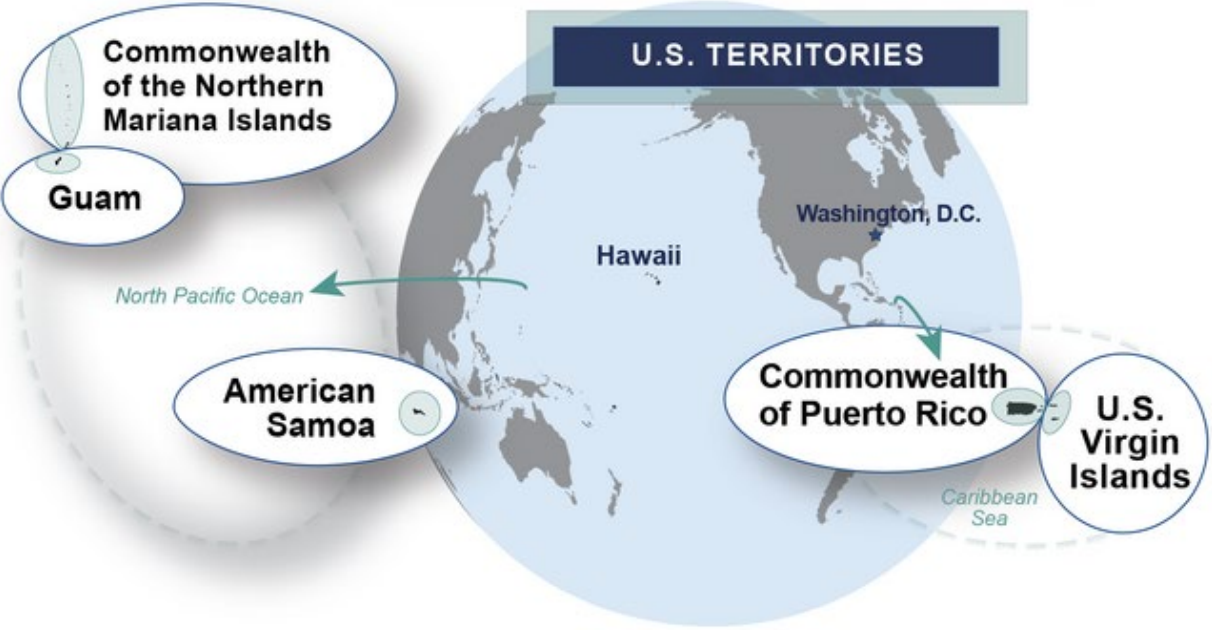 U.S. TERRITORIES
Commonwealth
of the Northern
Mariana Islands
Guam
Washington, D.C.
Hawaii
North Pacific Ocean
American
Samoa
Commonwealth
of Puerto Rico
U.S.
Virgin
Islands
Caribbean
Sea